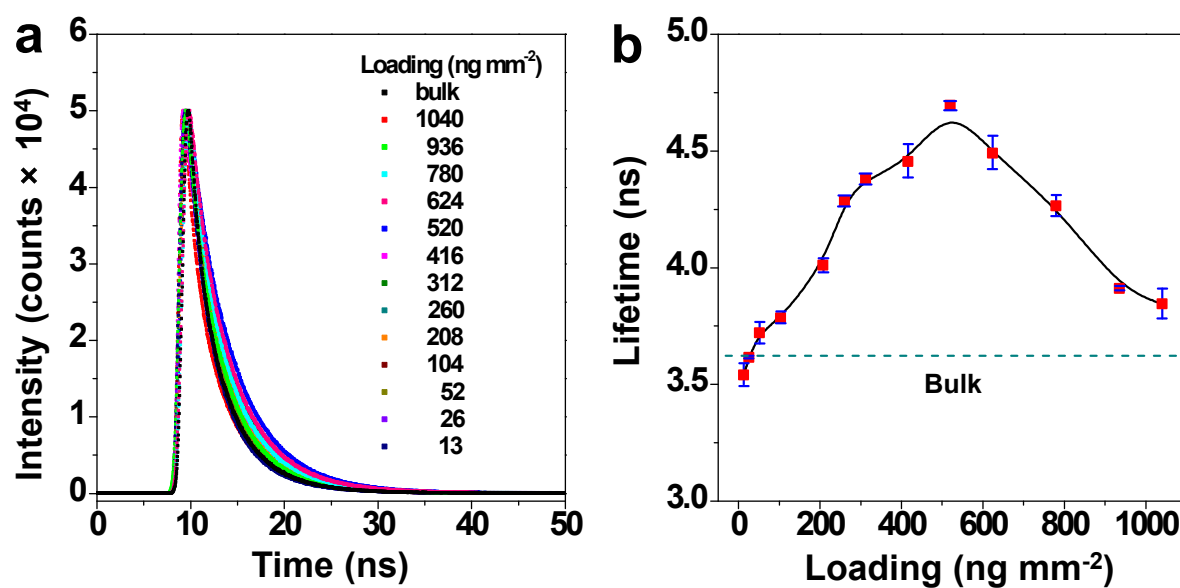 a
Intensity (counts × 10⁴)
6
5
4
3
2
1
0
0 10 20 30 40 50
Time (ns)
Loading (ng mm⁻²)
bulk
1040
936
780
624
520
416
312
260
208
104
52
26
13
b
Lifetime (ns)
5.0
4.5
4.0
3.5
3.0
Bulk
0 200 400 600 800 1000
Loading (ng mm⁻²)